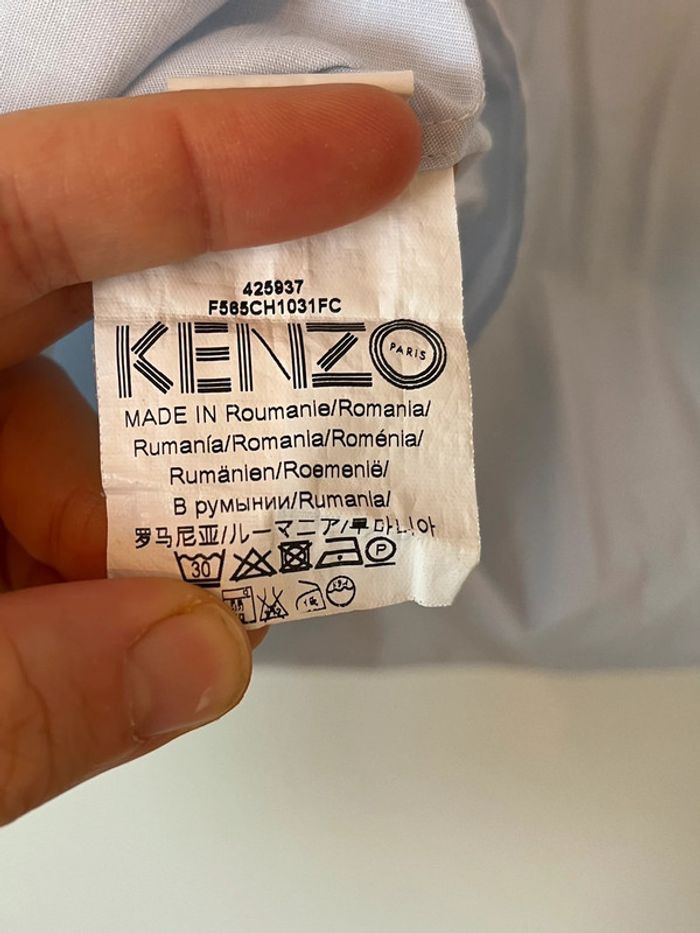 425937
F565CH1031FC
KENZO PARIS
MADE IN Roumanie/Romania/
Rumanía/Romania/Roménia/
Rumänien/Roemenië/
В румынии/Rumania/
罗马尼亚/ルーマニア/루마니아
30 P